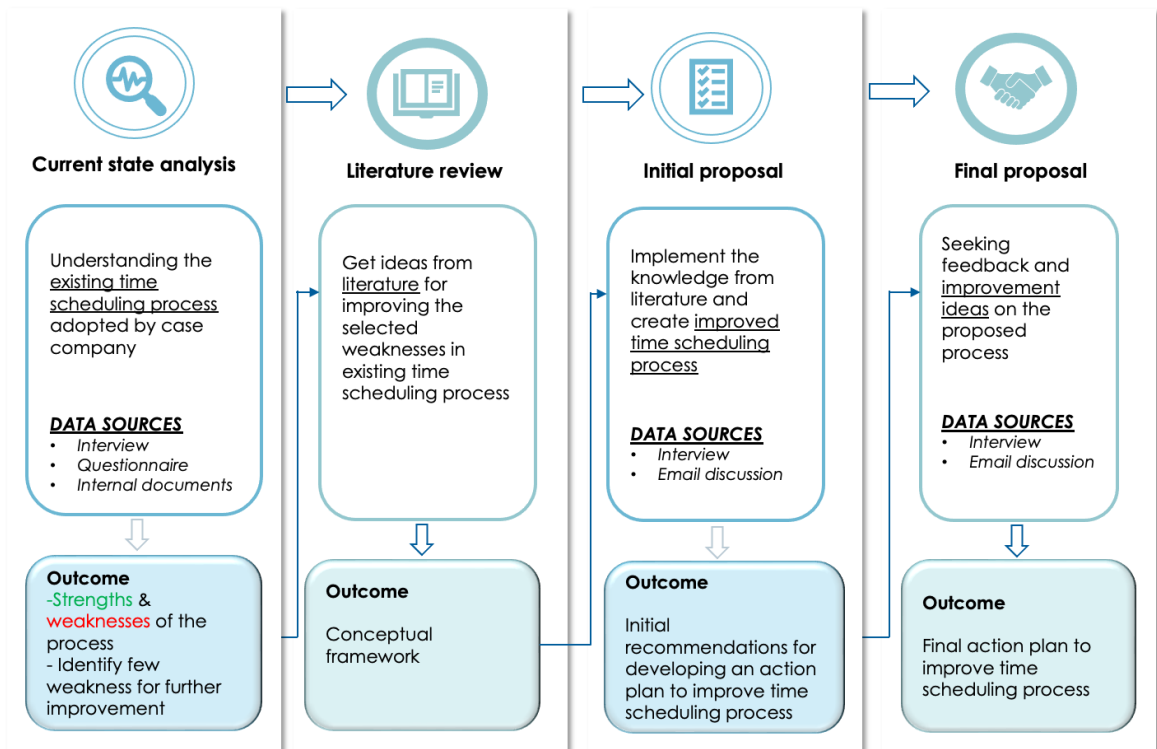 Current state analysis
Understanding the
existing time
scheduling process
adopted by case
company
DATA SOURCES
• Interview
• Questionnaire
• Internal documents
Outcome
-Strengths &
weaknesses of the
process
- Identify few
weakness for further
improvement
Literature review
Get ideas from
literature for
improving the
selected
weaknesses in
existing time
scheduling process
Outcome
Conceptual
framework
Initial proposal
Implement the
knowledge from
literature and
create improved
time scheduling
process
DATA SOURCES
• Interview
• Email discussion
Outcome
Initial
recommendations for
developing an action
plan to improve time
scheduling process
Final proposal
Seeking
feedback and
improvement
ideas on the
proposed
process
DATA SOURCES
• Interview
• Email discussion
Outcome
Final action plan to
improve time
scheduling process